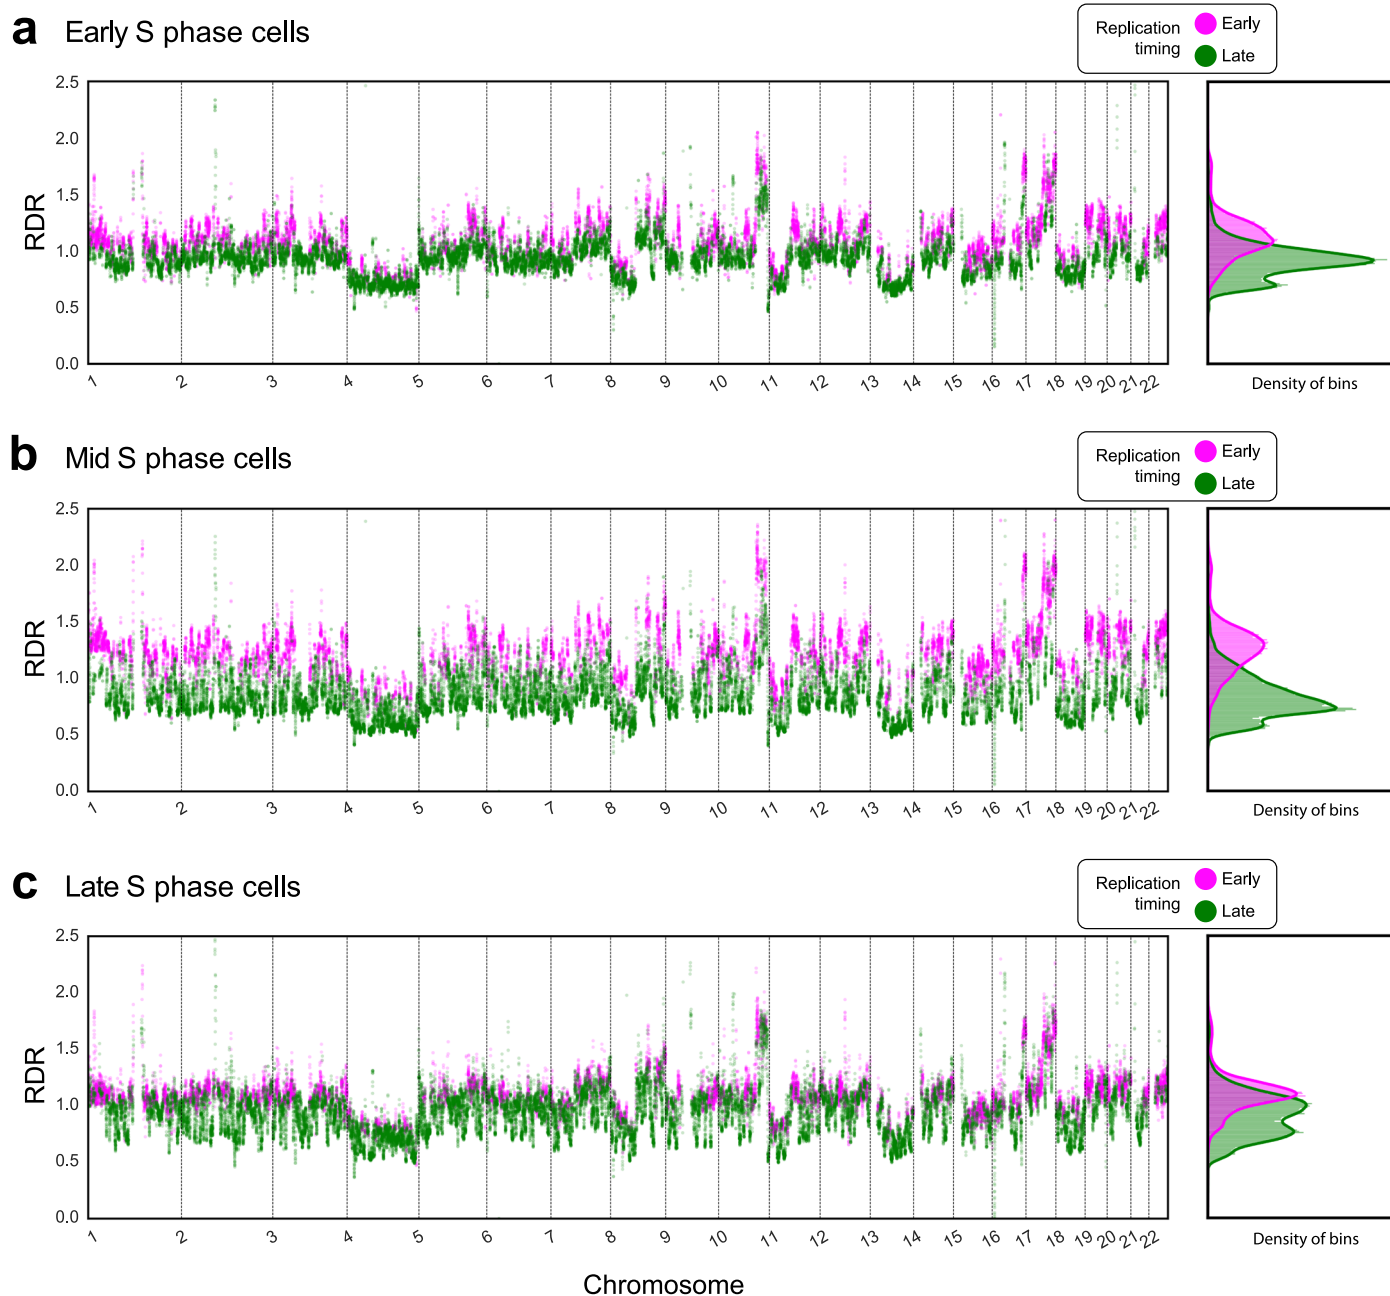 a Early S phase cells
Replication timing
Early
Late
2.5
2.0
1.5
1.0
0.5
0.0
RDR
1 2 3 4 5 6 7 8 9 10 11 12 13 14 15 16 17 18 19 20 21 22
Density of bins
b Mid S phase cells
Replication timing
Early
Late
2.5
2.0
1.5
1.0
0.5
0.0
RDR
1 2 3 4 5 6 7 8 9 10 11 12 13 14 15 16 17 18 19 20 21 22
Density of bins
c Late S phase cells
Replication timing
Early
Late
2.5
2.0
1.5
1.0
0.5
0.0
RDR
1 2 3 4 5 6 7 8 9 10 11 12 13 14 15 16 17 18 19 20 21 22
Density of bins
Chromosome